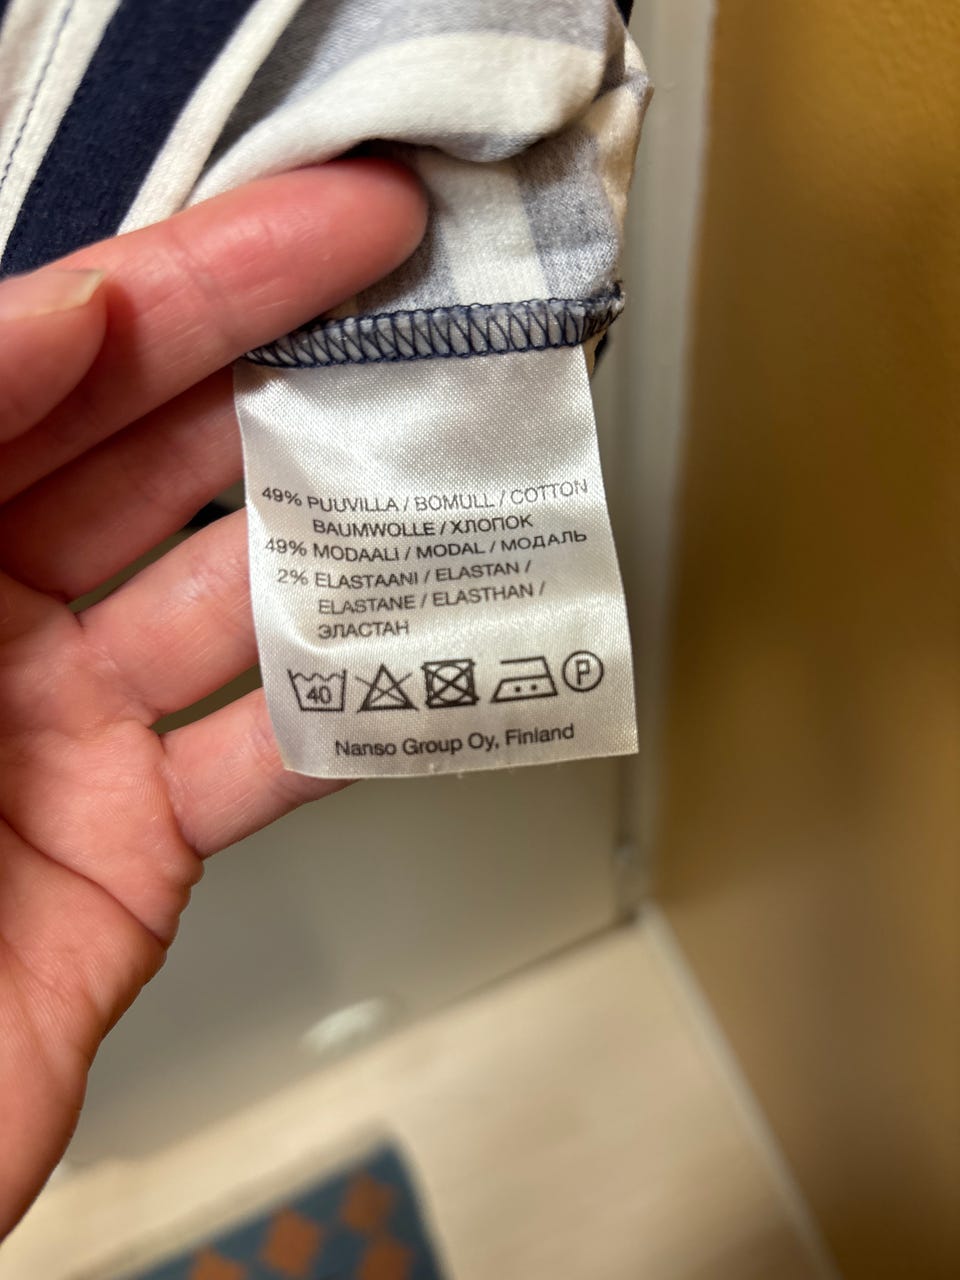 49% PUUVILLA / BOMULL / COTTON
BAUMWOLLE / ХЛОПОК
49% MODAALI / MODAL / МОДАЛЬ
2% ELASTAANI / ELASTAN /
ELASTANE / ELASTHAN /
ЭЛАСТАН
40 P
Nanso Group Oy, Finland